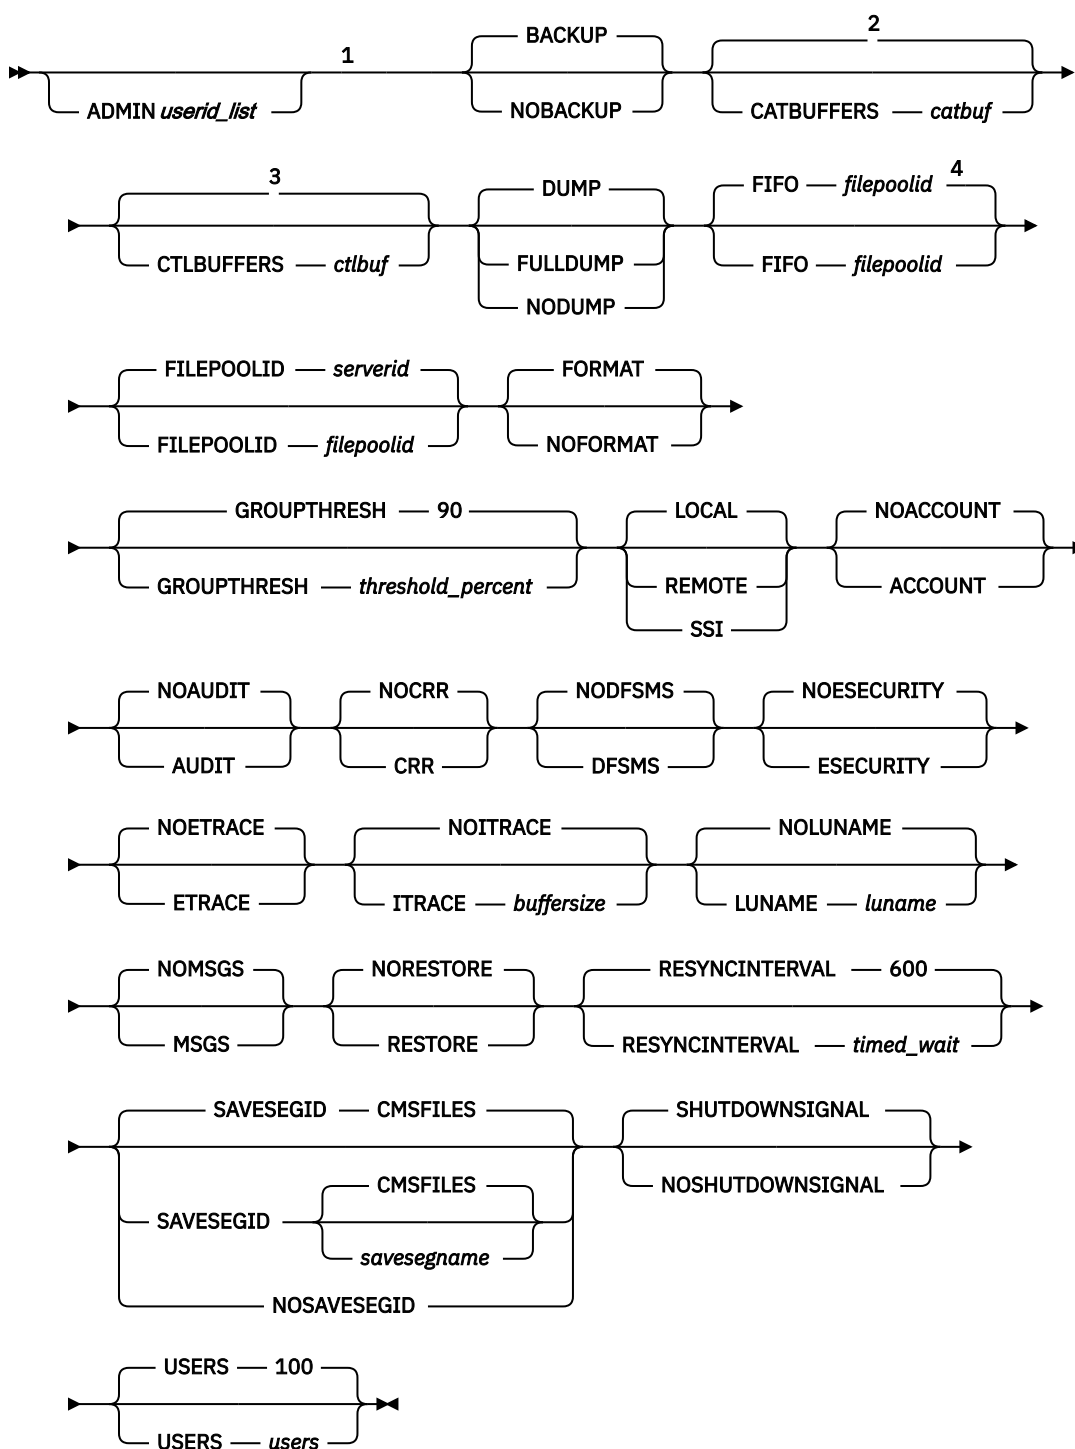 2
BACKUP
1
ADMIN userid_list
NOBACKUP
CATBUFFERS catbuf
3
DUMP
FIFO filepoolid 4
CTLBUFFERS ctlbuf
FULLDUMP
FIFO filepoolid
NODUMP
FILEPOOLID serverid FORMAT
FILEPOOLID filepoolid NOFORMAT
GROUPTHRESH 90 LOCAL NOACCOUNT
GROUPTHRESH threshold_percent REMOTE ACCOUNT
SSI
NOAUDIT NOCRR NODFSMS NOESECURITY
AUDIT CRR DFSMS ESECURITY
NOETRACE NOITRACE NOLUNAME
ETRACE ITRACE buffersize LUNAME luname
NOMSGS NORESTORE RESYNCINTERVAL 600
MSGS RESTORE RESYNCINTERVAL timed_wait
SAVESEGID CMSFILES SHUTDOWNSIGNAL
CMSFILES NOSHUTDOWNSIGNAL
SAVESEGID
savesegname
NOSAVESEGID
USERS 100
USERS users